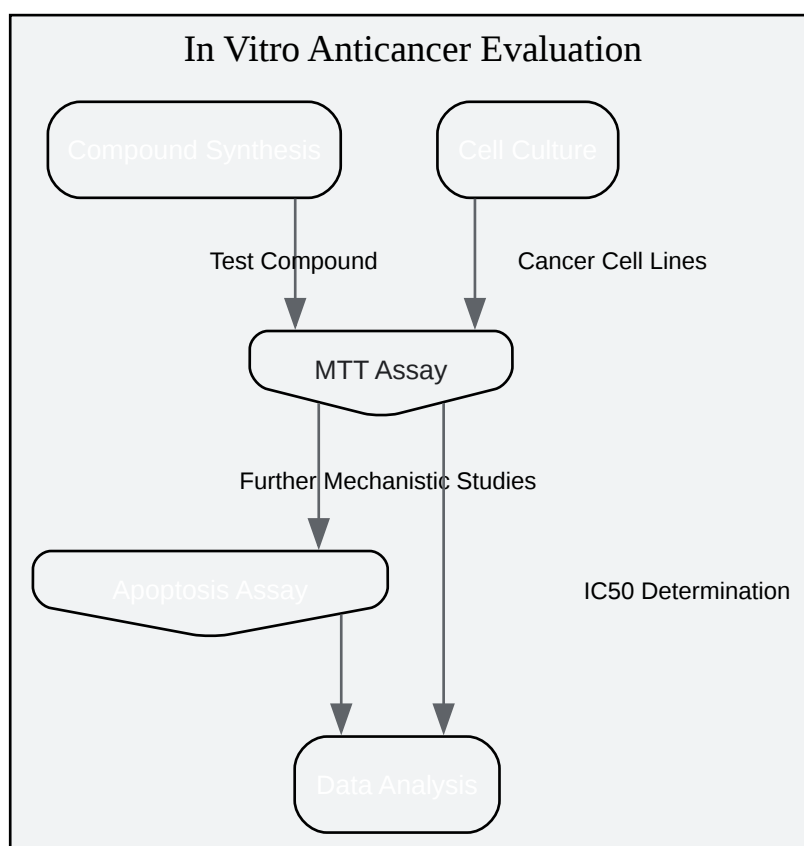 In Vitro Anticancer Evaluation
Compound Synthesis
Cell Culture
Test Compound
Cancer Cell Lines
MTT Assay
Further Mechanistic Studies
Apoptosis Assay
IC50 Determination
Data Analysis